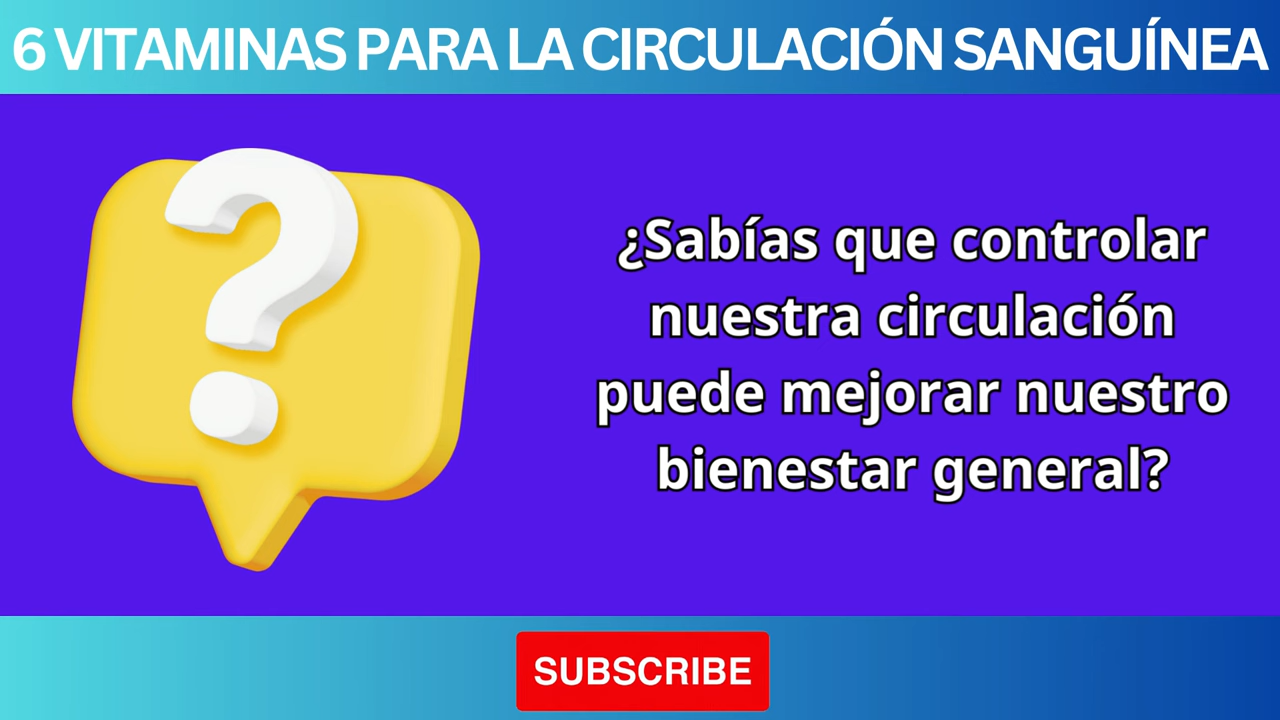 6 VITAMINAS PARA LA CIRCULACIÓN SANGUÍNEA
¿Sabías que controlar
nuestra circulación
puede mejorar nuestro
bienestar general?
SUBSCRIBE